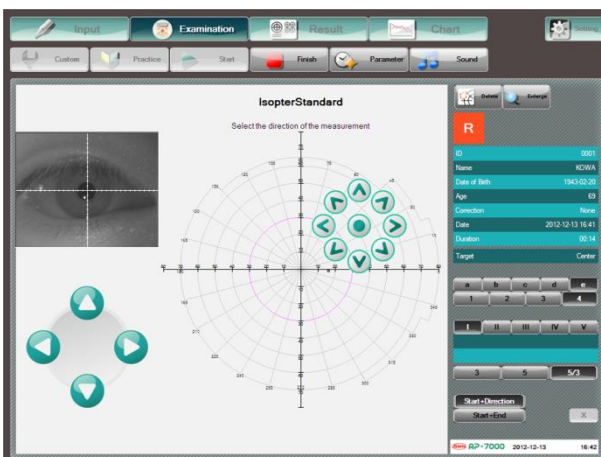 Input
Examination
Result
Chart
Setting
Custom
Practice
Start
Finish
Parameter
Sound
IsopterStandard
Select the direction of the measurement
Delete
Enlarge
R
ID 0001
Name KOWA
Date of Birth 1943-02-20
Age 69
Correction None
Date 2012-12-13 16:41
Duration 00:14
Target Center
a b c d e
1 2 3 4
I II III IV V
3 5 5/3
Start+Direction
Start+End
X
AP-7000 2012-12-13 16:42